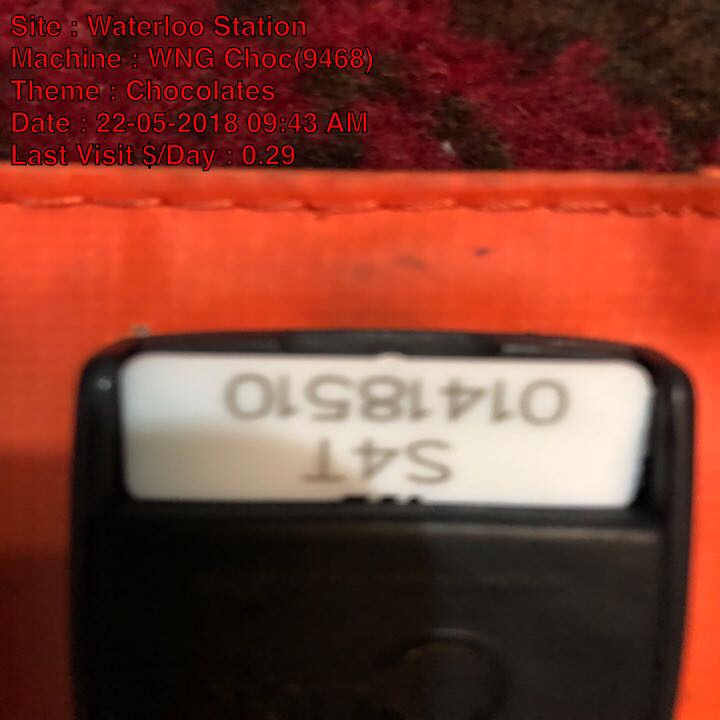 Site : Waterloo Station
Machine : WNG Choc(9468)
Theme : Chocolates
Date : 22-05-2018 09:43 AM
Last Visit $/Day : 0.29
S4T
01418510